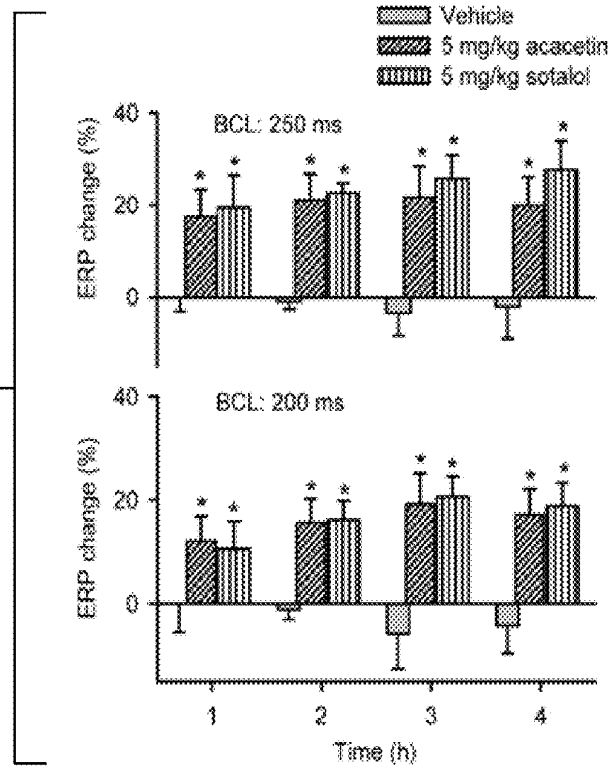 Vehicle
5 mg/kg acacetin
5 mg/kg sotalol
40
BCL: 250 ms
* * * * * * * *
20
0
ERP change (%)
40
BCL: 200 ms
* * * * * * * *
20
0
ERP change (%)
1 2 3 4
Time (h)